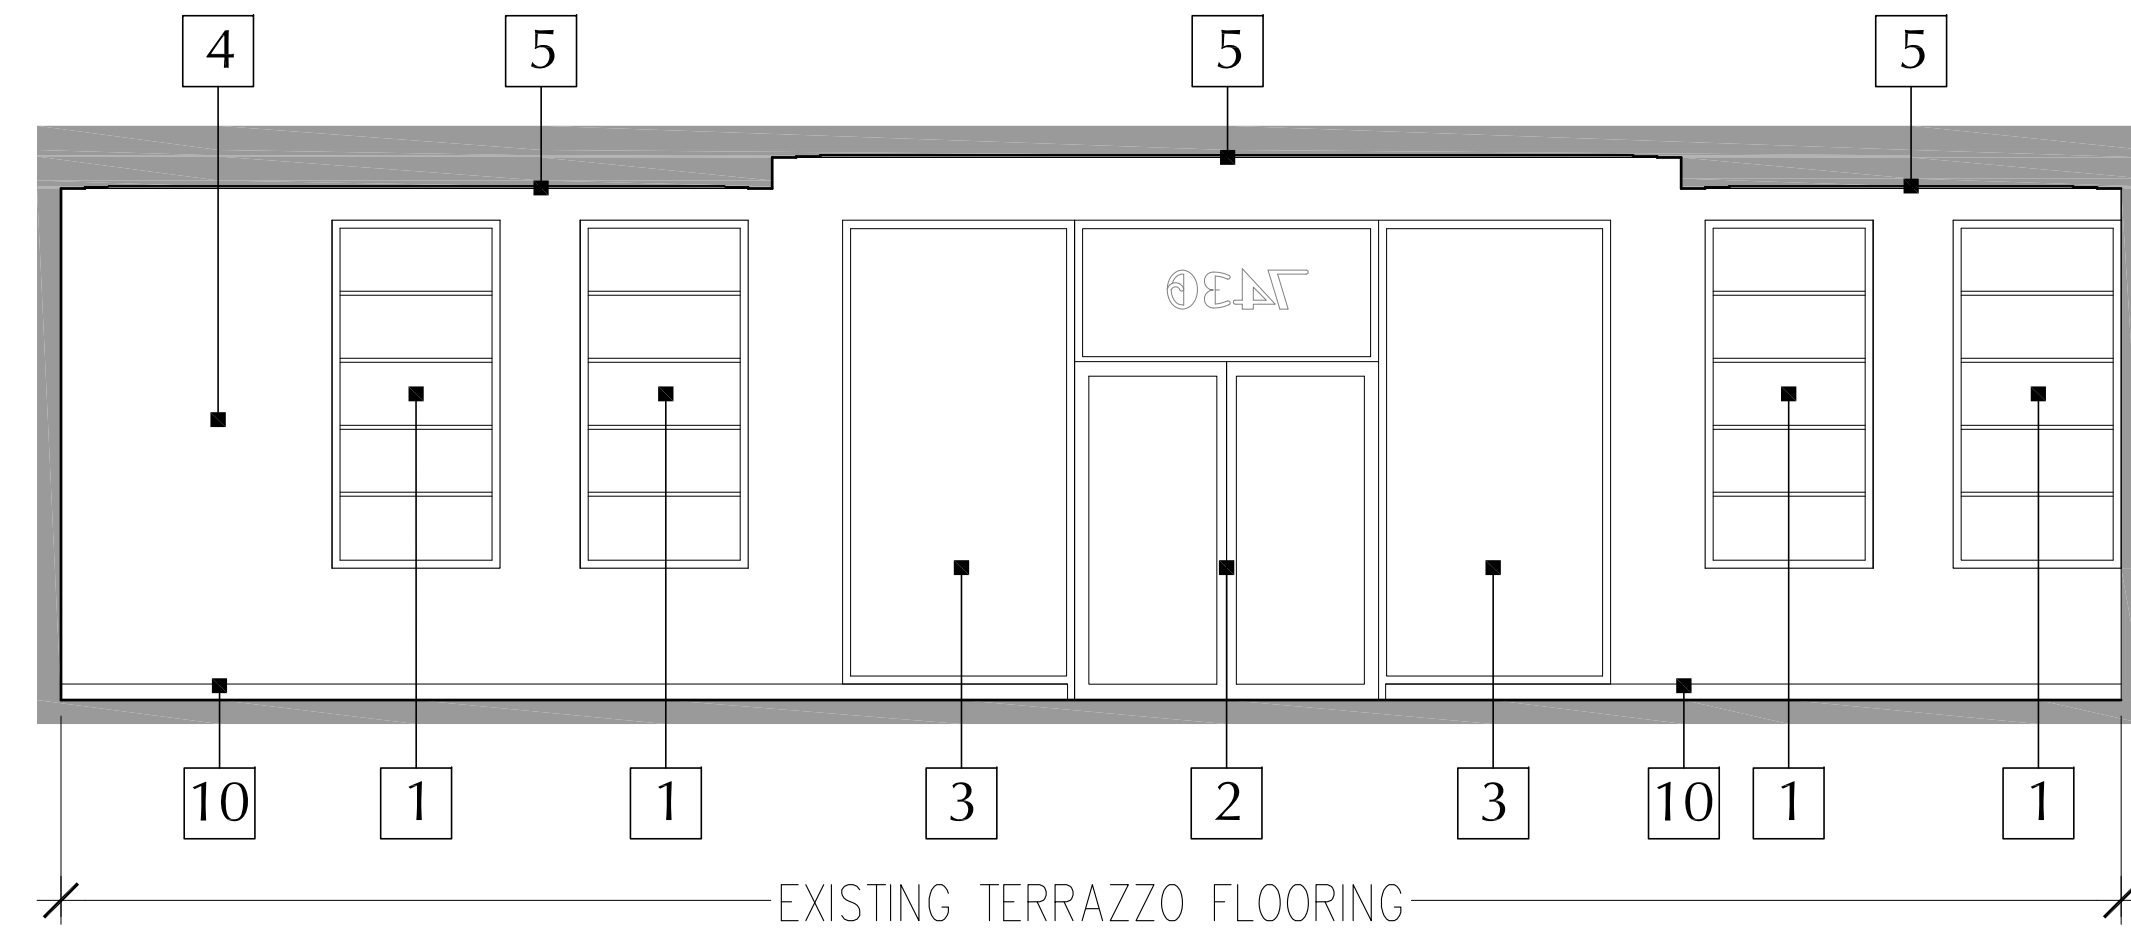 4 5 5 5
7436
10 1 1 3 2 3 10 1 1
EXISTING TERRAZZO FLOORING